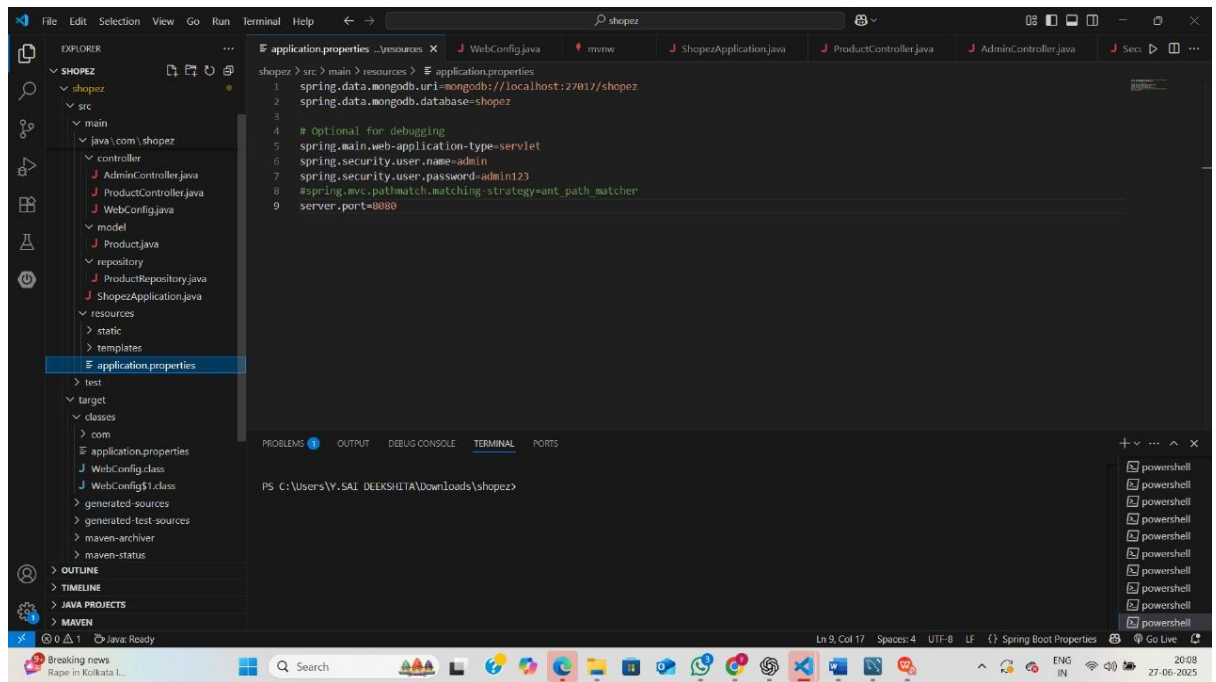 File Edit Selection View Go Run Terminal Help
shopez
EXPLORER
SHOPEZ
shopez
src
main
java\com\shopez
controller
AdminController.java
ProductController.java
WebConfig.java
model
Product.java
repository
ProductRepository.java
ShopezApplication.java
resources
static
templates
application.properties
test
target
classes
com
application.properties
WebConfig.class
WebConfig$1.class
generated-sources
generated-test-sources
maven-archiver
maven-status
OUTLINE
TIMELINE
JAVA PROJECTS
MAVEN
application.properties ...\resources WebConfig.java mvnw ShopezApplication.java ProductController.java AdminController.java Sec
shopez > src > main > resources > application.properties
1 spring.data.mongodb.uri=mongodb://localhost:27017/shopez
2 spring.data.mongodb.database=shopez
3
4 # Optional for debugging
5 spring.main.web-application-type=servlet
6 spring.security.user.name=admin
7 spring.security.user.password=admin123
8 #spring.mvc.pathmatch.matching-strategy=ant_path_matcher
9 server.port=8080
PROBLEMS 1 OUTPUT DEBUG CONSOLE TERMINAL PORTS
PS C:\Users\Y.SAI DEEKSHITA\Downloads\shopez>
powershell
powershell
powershell
powershell
powershell
powershell
powershell
powershell
powershell
powershell
0 1 Java: Ready Ln 9, Col 17 Spaces: 4 UTF-8 LF {} Spring Boot Properties Go Live
Breaking news
Rape in Kolkata l...
Search
ENG
IN
20:08
27-06-2025